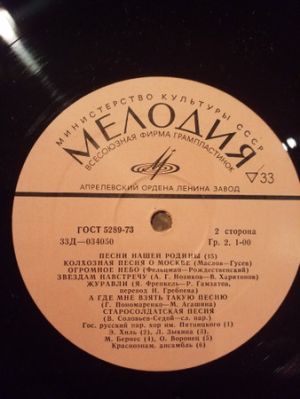 МИНИСТЕРСТВО КУЛЬТУРЫ СССР
МЕЛОДИЯ
ВСЕСОЮЗНАЯ ФИРМА ГРАМПЛАСТИНОК
33
АПРЕЛЕВСКИЙ ОРДЕНА ЛЕНИНА ЗАВОД
ГОСТ 5289-73 2 сторона
33Д—034050 Гр. 2, 1-00
ПЕСНИ НАШЕЙ РОДИНЫ (15)
КОЛХОЗНАЯ ПЕСНЯ О МОСКВЕ (Маслов—Гусев)
ОГРОМНОЕ НЕБО (Фельцман—Рождественский)
ЗВЕЗДАМ НАВСТРЕЧУ (А. Г. Новиков—В. Харитонов)
ЖУРАВЛИ (Я. Френкель—Р. Гамзатов,
перевод Н. Гребнева)
А ГДЕ МНЕ ВЗЯТЬ ТАКУЮ ПЕСНЮ
(Г. Пономаренко—М. Агашина)
СТАРОСОЛДАТСКАЯ ПЕСНЯ
(В. Соловьев-Седой—сл. нар.)
Гос. русский нар. хор им. Пятницкого (1)
Э. Хиль (2), Л. Зыкина (3)
М. Бернес (4), О. Воронец (5)
Краснознам. ансамбль (6)